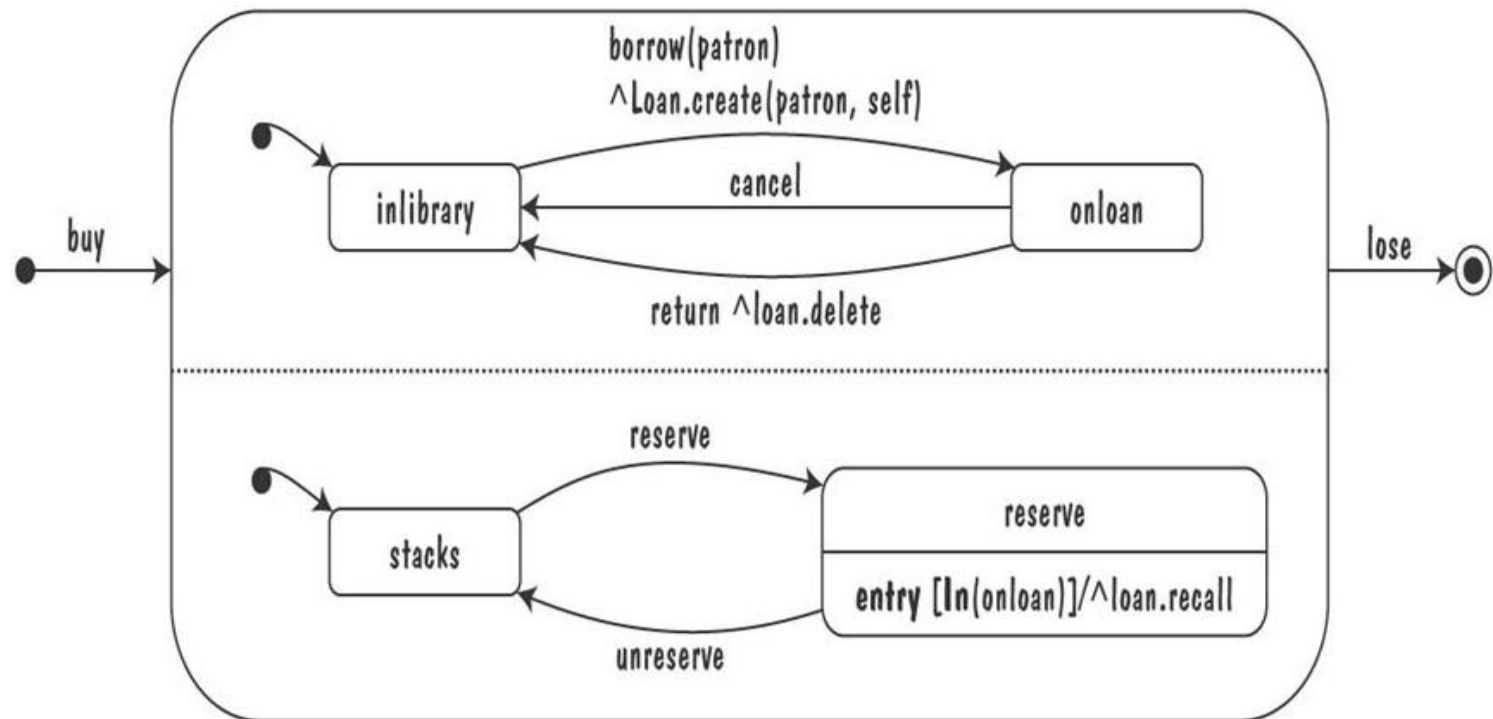 borrow(patron)
^Loan.create(patron, self)
cancel
inlibrary
onloan
buy
lose
return ^loan.delete
reserve
reserve
stacks
entry [In(onloan)]/^loan.recall
unreserve